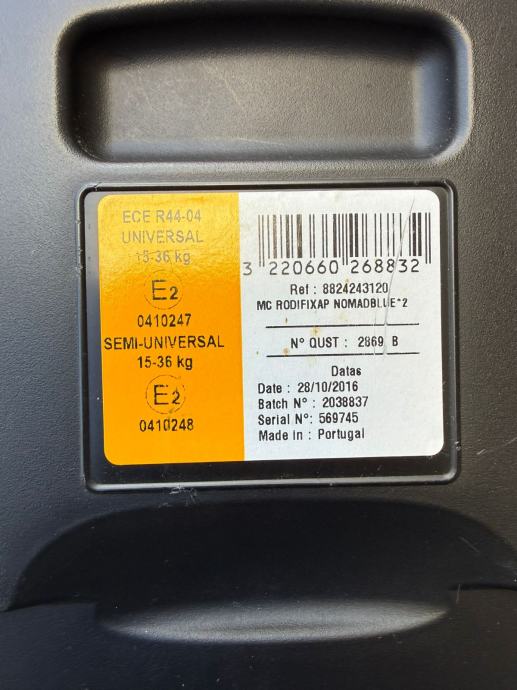 ECE R44-04
UNIVERSAL
15-36 kg
E2
0410247
SEMI-UNIVERSAL
15-36 kg
E2
0410248
3 220660 268832
Ref : 8824243120
MC RODIFIXAP NOMADBLUE^2
N° QUST : 2869 B
Datas
Date : 28/10/2016
Batch N° : 2038837
Serial N°: 569745
Made in : Portugal